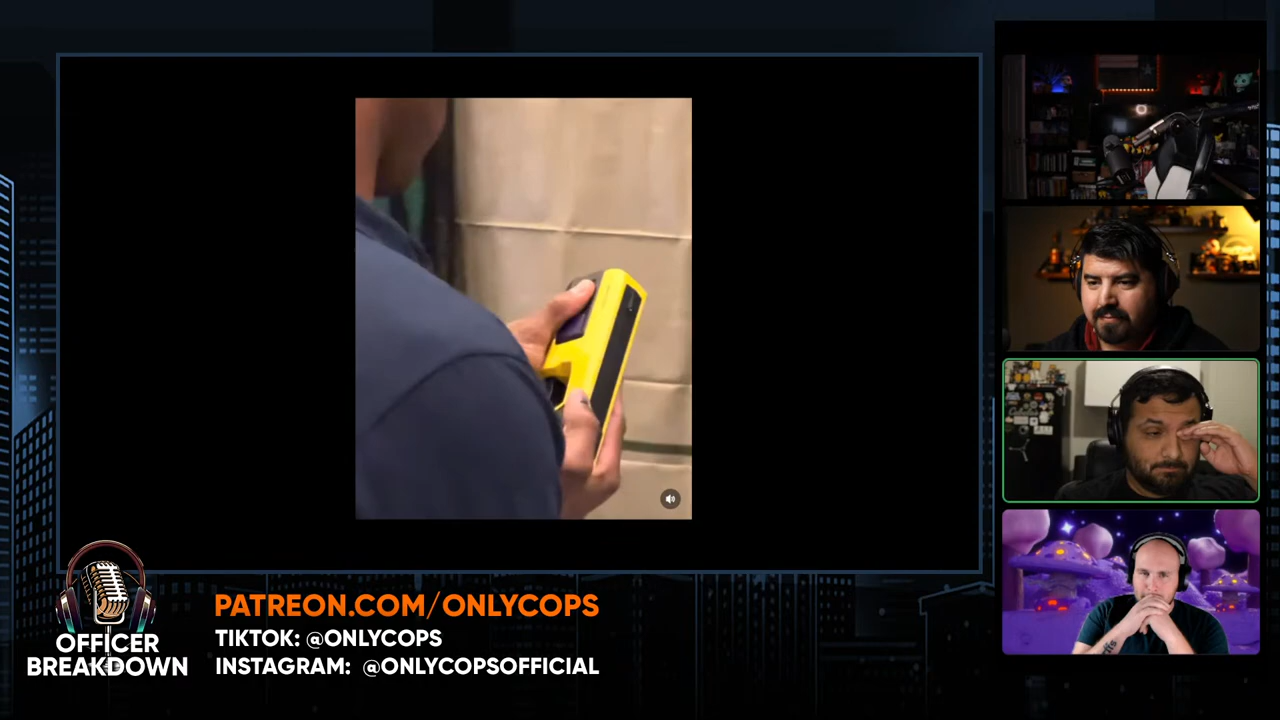 PATREON.COM/ONLYCOPS
TIKTOK: @ONLYCOPS
INSTAGRAM: @ONLYCOPSOFFICIAL
OFFICER
BREAKDOWN